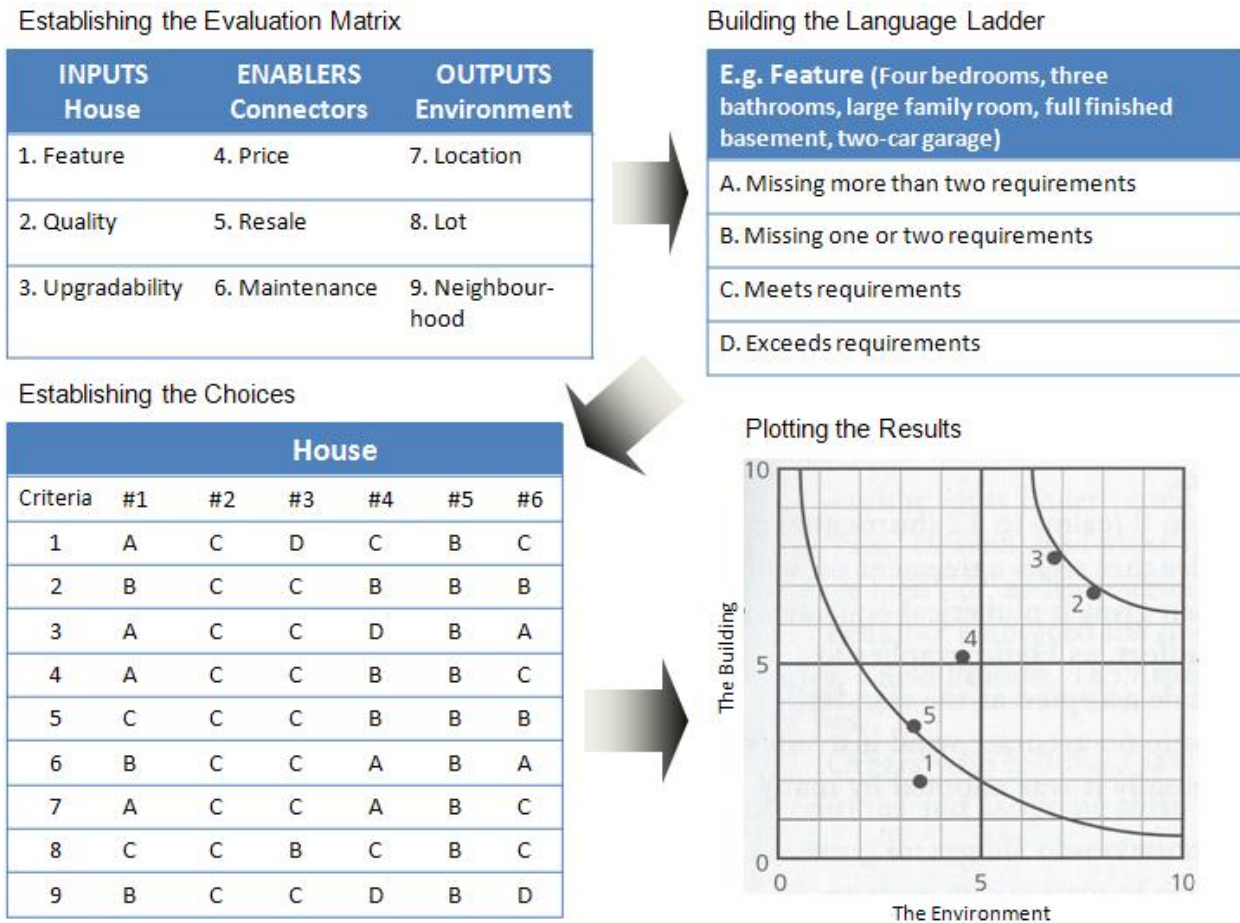 Establishing the Evaluation Matrix
INPUTS ENABLERS OUTPUTS
House Connectors Environment
1. Feature 4. Price 7. Location
2. Quality 5. Resale 8. Lot
3. Upgradability 6. Maintenance 9. Neighbour-
hood
Building the Language Ladder
E.g. Feature (Four bedrooms, three
bathrooms, large family room, full finished
basement, two-car garage)
A. Missing more than two requirements
B. Missing one or two requirements
C. Meets requirements
D. Exceeds requirements
Establishing the Choices
House
Criteria #1 #2 #3 #4 #5 #6
1 A C D C B C
2 B C C B B B
3 A C C D B A
4 A C C B B C
5 C C C B B B
6 B C C A B A
7 A C C A B C
8 C C B C B C
9 B C C D B D
Plotting the Results
10
3
2
4
5
The Building
5
1
0
0 5 10
The Environment